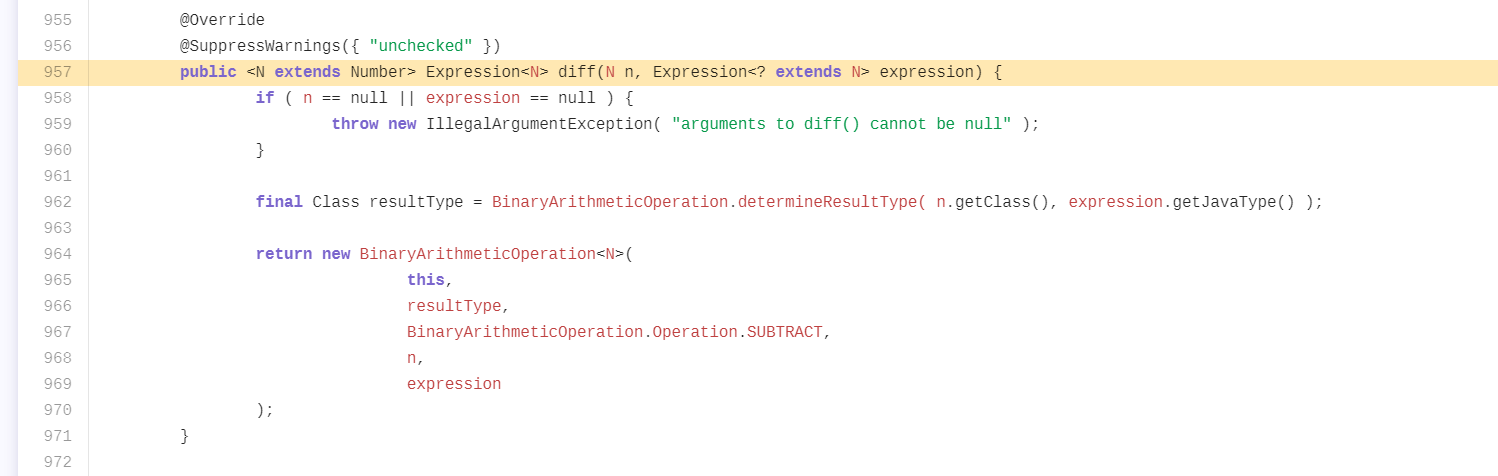 955 @Override
956 @SuppressWarnings({ "unchecked" })
957 public <N extends Number> Expression<N> diff(N n, Expression<? extends N> expression) {
958 if ( n == null || expression == null ) {
959 throw new IllegalArgumentException( "arguments to diff() cannot be null" );
960 }
961
962 final Class resultType = BinaryArithmeticOperation.determineResultType( n.getClass(), expression.getJavaType() );
963
964 return new BinaryArithmeticOperation<N>(
965 this,
966 resultType,
967 BinaryArithmeticOperation.Operation.SUBTRACT,
968 n,
969 expression
970 );
971 }
972